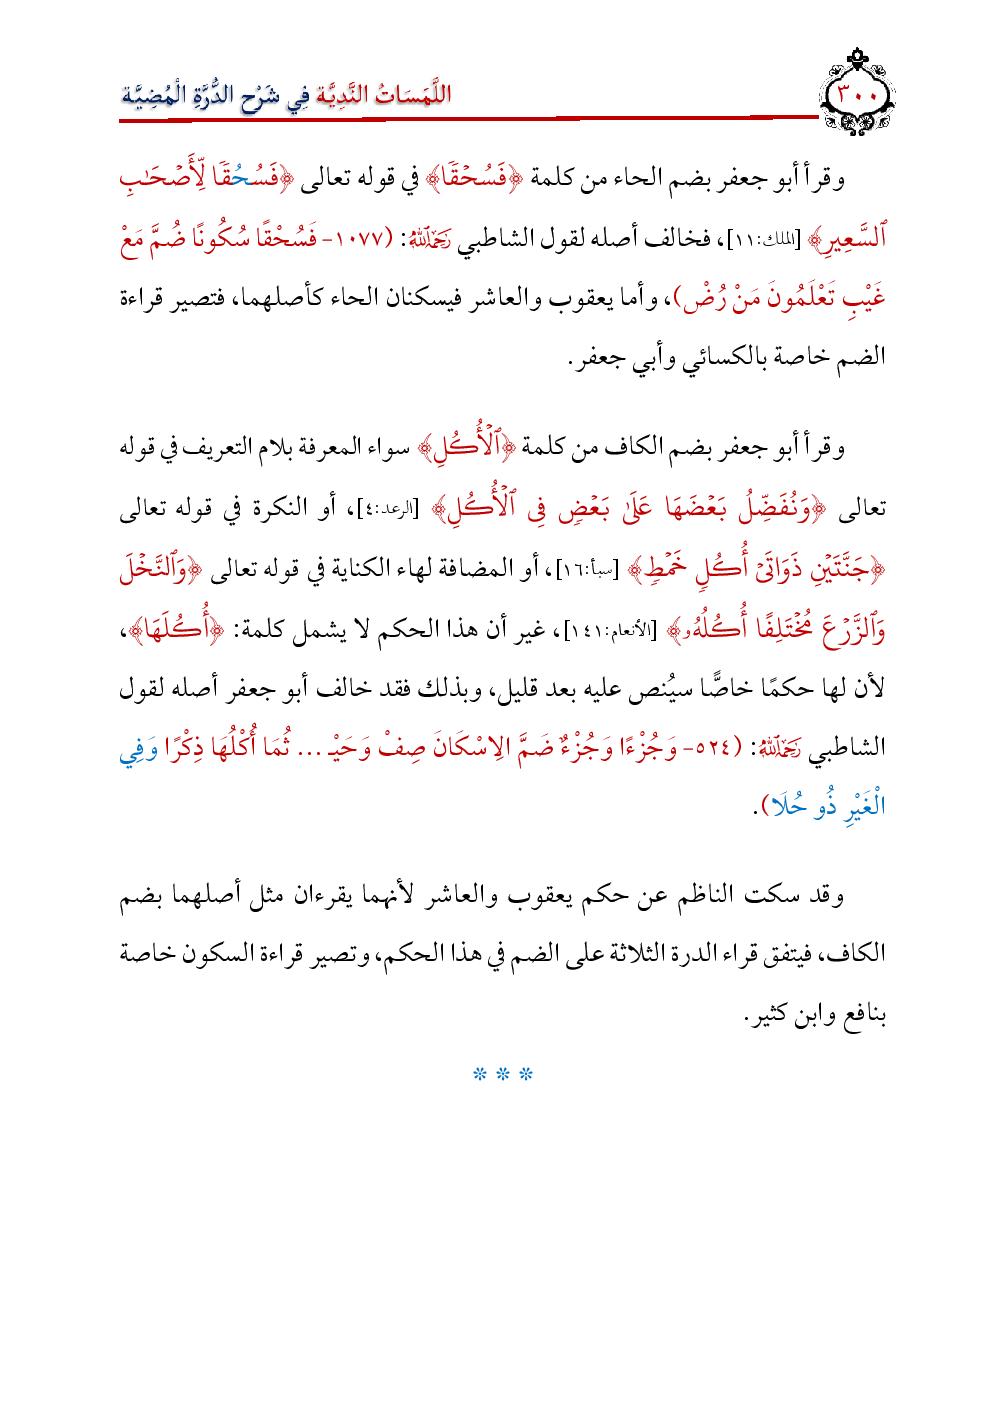 ٣٠٠
اللَّمَسَاتُ النَّدِيَّة فِي شَرْح الدُّرَّةِ الْمُضِيَّة
وقرأ أبو جعفر بضم الحاء من كلمة ﴿فَسُحۡقٗا﴾ في قوله تعالى ﴿فَسُحُقٗا لِّأَصۡحَٰبِ
ٱلسَّعِيرِ﴾ [الملك:١١]، فخالف أصله لقول الشاطبي رَحِمَهُ اللَّهُ: (١٠٧٧- فَسُحْقًا سُكُونًا ضُمَّ مَعْ
غَيْبِ تَعْلَمُونَ مَنْ رُضْ)، وأما يعقوب والعاشر فيسكنان الحاء كأصلهما، فتصير قراءة
الضم خاصة بالكسائي وأبي جعفر.
وقرأ أبو جعفر بضم الكاف من كلمة ﴿ٱلۡأُكُلِ﴾ سواء المعرفة بلام التعريف في قوله
تعالى ﴿وَنُفَضِّلُ بَعۡضَهَا عَلَىٰ بَعۡضٖ فِي ٱلۡأُكُلِ﴾ [الرعد:٤]، أو النكرة في قوله تعالى
﴿جَنَّتَيۡنِ ذَوَاتَيۡ أُكُلٍ خَمۡطٖ﴾ [سبأ:١٦]، أو المضافة لهاء الكناية في قوله تعالى ﴿وَٱلنَّخۡلَ
وَٱلزَّرۡعَ مُخۡتَلِفًا أُكُلُهُۥ﴾ [الأنعام:١٤١]، غير أن هذا الحكم لا يشمل كلمة: ﴿أُكُلَهَا﴾،
لأن لها حكمًا خاصًّا سيُنص عليه بعد قليل، وبذلك فقد خالف أبو جعفر أصله لقول
الشاطبي رَحِمَهُ اللَّهُ: (٥٢٤- وَجُزْءًا وَجُزْءٌ ضَمَّ الِاسْكَانَ صِفْ وَحَيْـ ... ثُمَا أُكْلُهَا ذِكْرًا وَفِي
الْغَيْرِ ذُو حُلَا).
وقد سكت الناظم عن حكم يعقوب والعاشر لأنهما يقرءان مثل أصلهما بضم
الكاف، فيتفق قراء الدرة الثلاثة على الضم في هذا الحكم، وتصير قراءة السكون خاصة
بنافع وابن كثير.
* * *